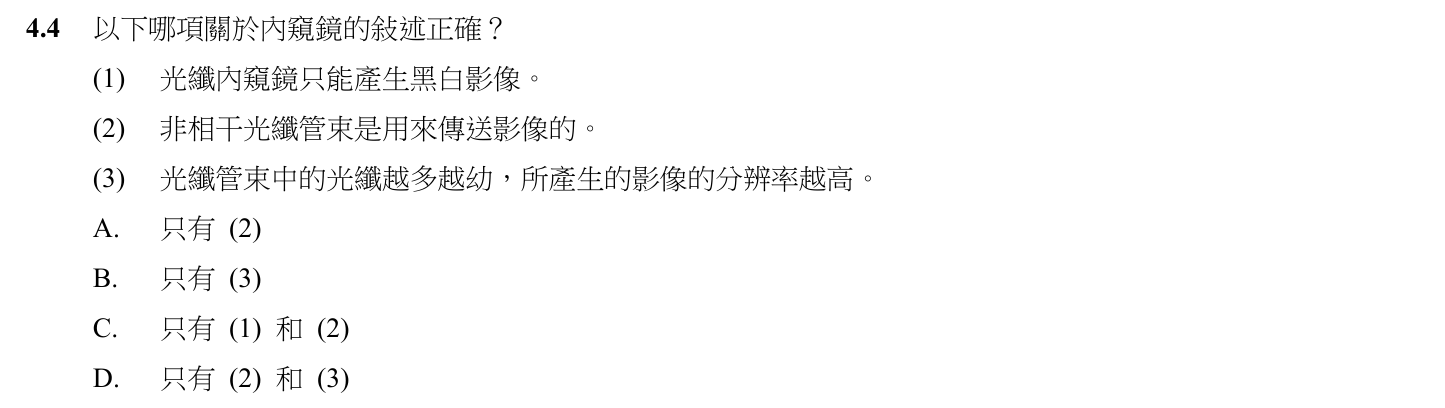 4.4 以下哪項關於內窺鏡的敍述正確？
(1) 光纖內窺鏡只能產生黑白影像。
(2) 非相干光纖管束是用來傳送影像的。
(3) 光纖管束中的光纖越多越幼，所產生的影像的分辨率越高。
A. 只有 (2)
B. 只有 (3)
C. 只有 (1) 和 (2)
D. 只有 (2) 和 (3)